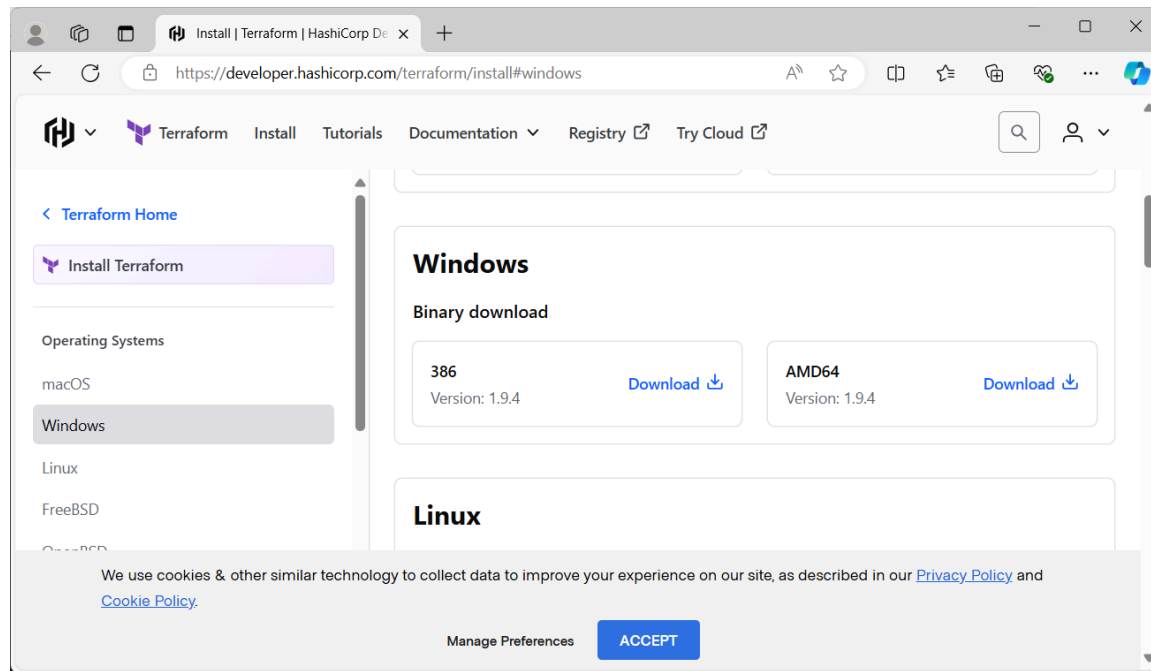 Install | Terraform | HashiCorp De
https://developer.hashicorp.com/terraform/install#windows
Terraform Install Tutorials Documentation Registry Try Cloud
Terraform Home
Install Terraform
Operating Systems
macOS
Windows
Linux
FreeBSD
OpenBSD
Windows
Binary download
386
Version: 1.9.4
Download
AMD64
Version: 1.9.4
Download
Linux
We use cookies & other similar technology to collect data to improve your experience on our site, as described in our Privacy Policy and
Cookie Policy.
Manage Preferences ACCEPT